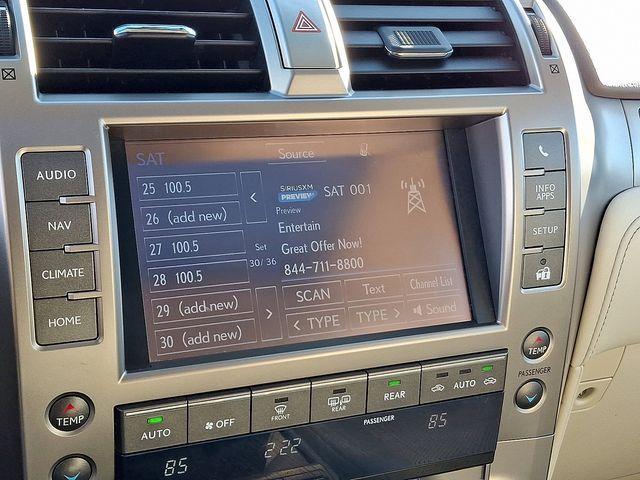 SAT
Source
25 100.5
26 (add new)
27 100.5
28 100.5
29 (add new)
30 (add new)
<
Set
30/ 36
>
SIRIUSXM
PREVIEW
SAT 001
Preview
Entertain
Great Offer Now!
844-711-8800
SCAN
Text
Channel List
< TYPE
TYPE >
Sound
AUDIO
NAV
CLIMATE
HOME
INFO
APPS
SETUP
TEMP
TEMP
PASSENGER
AUTO
OFF
FRONT
REAR
REAR
AUTO
PASSENGER
85
2:22
85